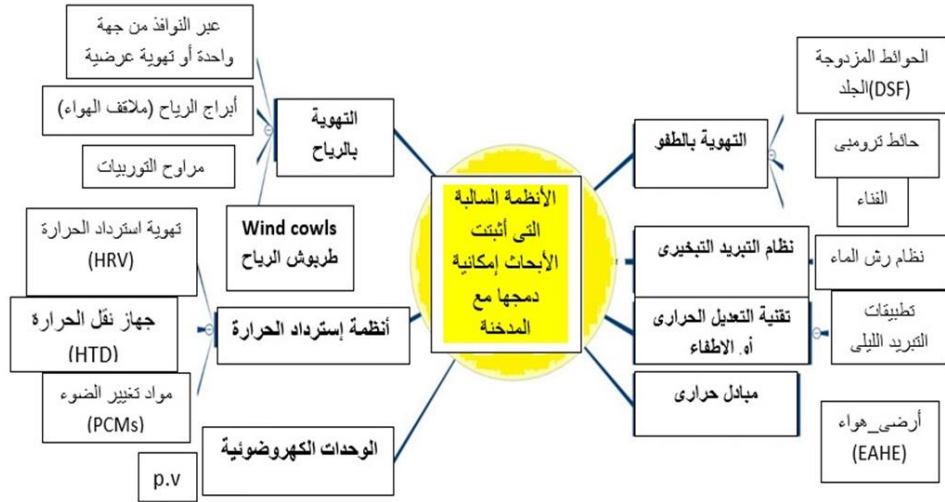 الأنظمة السالبة
التى أثبتت
الأبحاث إمكانية
دمجها مع
المدخنة
التهوية بالطفو
الحوائط المزدوجة
الجلد(DSF)
حائط ترومبى
الفناء
نظام التبريد التبخيرى
نظام رش الماء
تقنية التعديل الحرارى
أو. الاطفاء
تطبيقات
التبريد الليلى
مبادل حرارى
أرضى_هواء
(EAHE)
التهوية
بالرياح
عبر النوافذ من جهة
واحدة أو تهوية عرضية
أبراج الرياح (ملاقف الهواء)
مراوح التوربيات
Wind cowls
طربوش الرياح
أنظمة إسترداد الحرارة
تهوية استرداد الحرارة
(HRV)
جهاز نقل الحرارة
(HTD)
مواد تغيير الضوء
(PCMs)
الوحدات الكهروضوئية
p.v